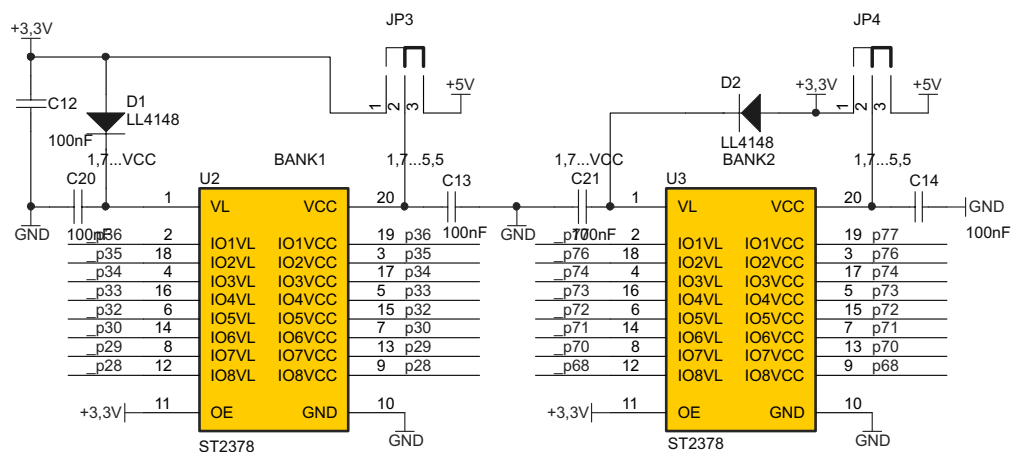 JP3
JP4
+3,3V
+5V
1
2
3
D2
+3,3V
+5V
1
2
3
C12
D1
LL4148
100nF
LL4148
1,7...VCC
BANK1
1,7...5,5
1,7...VCC
BANK2
1,7...5,5
C20
U2
C13
C21
U3
C14
1
VL
VCC
20
1
VL
VCC
20
GND
GND
100nF
100nF
GND
100nF
100nF
_p36
2
IO1VL
IO1VCC
19
p36
_p77
2
IO1VL
IO1VCC
19
p77
_p35
18
IO2VL
IO2VCC
3
p35
_p76
18
IO2VL
IO2VCC
3
p76
_p34
4
IO3VL
IO3VCC
17
p34
_p74
4
IO3VL
IO3VCC
17
p74
_p33
16
IO4VL
IO4VCC
5
p33
_p73
16
IO4VL
IO4VCC
5
p73
_p32
6
IO5VL
IO5VCC
15
p32
_p72
6
IO5VL
IO5VCC
15
p72
_p30
14
IO6VL
IO6VCC
7
p30
_p71
14
IO6VL
IO6VCC
7
p71
_p29
8
IO7VL
IO7VCC
13
p29
_p70
8
IO7VL
IO7VCC
13
p70
_p28
12
IO8VL
IO8VCC
9
p28
_p68
12
IO8VL
IO8VCC
9
p68
+3,3V
11
OE
GND
10
GND
+3,3V
11
OE
GND
10
GND
ST2378
ST2378